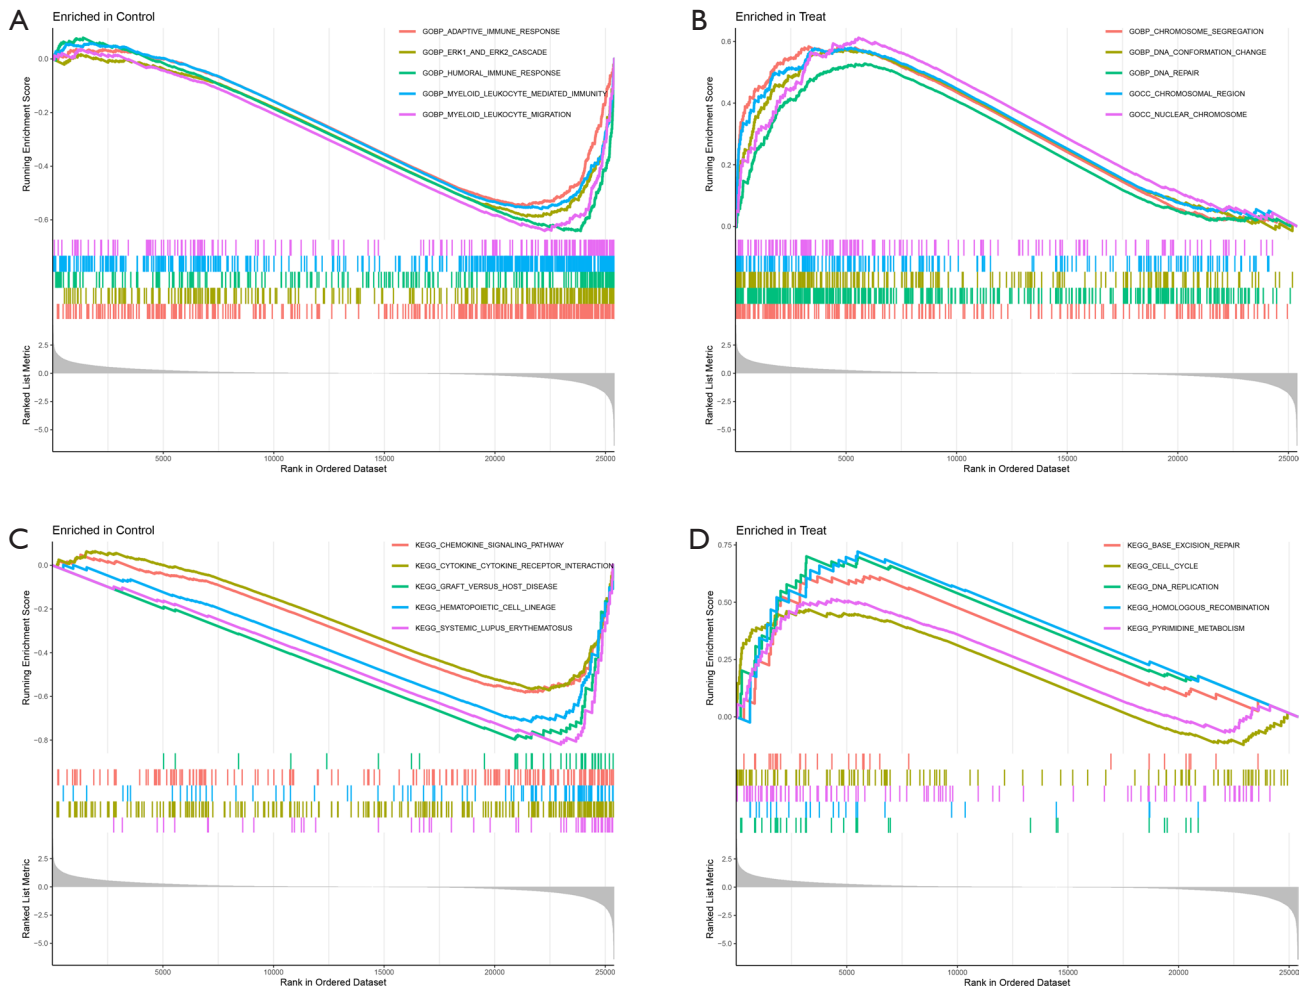 A
Enriched in Control
GOBP_ADAPTIVE_IMMUNE_RESPONSE
GOBP_ERK1_AND_ERK2_CASCADE
GOBP_HUMORAL_IMMUNE_RESPONSE
GOBP_MYELOID_LEUKOCYTE_MEDIATED_IMMUNITY
GOBP_MYELOID_LEUKOCYTE_MIGRATION
Running Enrichment Score
0.0
−0.2
−0.4
−0.6
Ranked List Metric
2.5
0.0
−2.5
−5.0
5000
10000
15000
20000
25000
Rank in Ordered Dataset
B
Enriched in Treat
GOBP_CHROMOSOME_SEGREGATION
GOBP_DNA_CONFORMATION_CHANGE
GOBP_DNA_REPAIR
GOCC_CHROMOSOMAL_REGION
GOCC_NUCLEAR_CHROMOSOME
Running Enrichment Score
0.6
0.4
0.2
0.0
Ranked List Metric
2.5
0.0
−2.5
−5.0
5000
10000
15000
20000
25000
Rank in Ordered Dataset
C
Enriched in Control
KEGG_CHEMOKINE_SIGNALING_PATHWAY
KEGG_CYTOKINE_CYTOKINE_RECEPTOR_INTERACTION
KEGG_GRAFT_VERSUS_HOST_DISEASE
KEGG_HEMATOPOIETIC_CELL_LINEAGE
KEGG_SYSTEMIC_LUPUS_ERYTHEMATOSUS
Running Enrichment Score
0.0
−0.2
−0.4
−0.6
−0.8
Ranked List Metric
2.5
0.0
−2.5
−5.0
5000
10000
15000
20000
25000
Rank in Ordered Dataset
D
Enriched in Treat
KEGG_BASE_EXCISION_REPAIR
KEGG_CELL_CYCLE
KEGG_DNA_REPLICATION
KEGG_HOMOLOGOUS_RECOMBINATION
KEGG_PYRIMIDINE_METABOLISM
Running Enrichment Score
0.75
0.50
0.25
0.00
Ranked List Metric
2.5
0.0
−2.5
−5.0
5000
10000
15000
20000
25000
Rank in Ordered Dataset